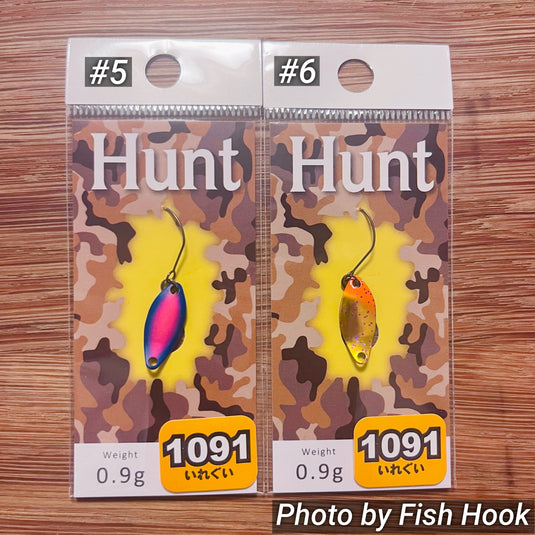 #5
#6
Hunt
Hunt
Weight
0.9g
1091
いれぐい
Weight
0.9g
1091
いれぐい
Photo by Fish Hook